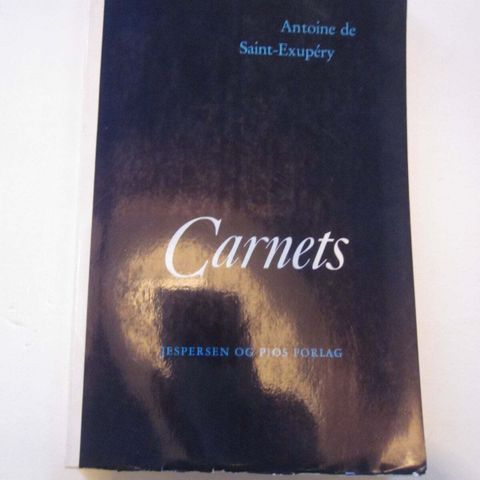 Antoine de
Saint-Exupéry
Carnets
JESPERSEN OG PIOS FORLAG